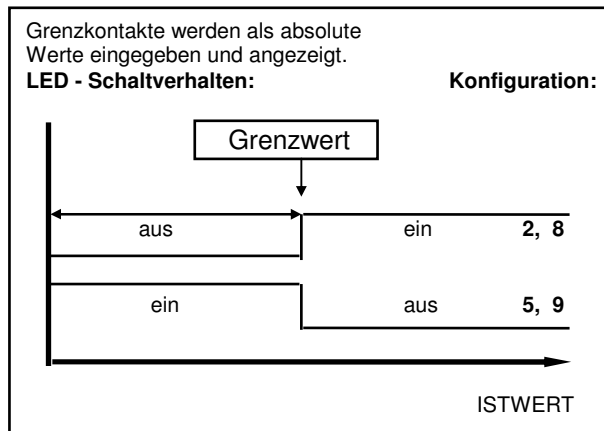 Grenzkontakte werden als absolute
Werte eingegeben und angezeigt.
LED - Schaltverhalten: Konfiguration:
Grenzwert
aus ein 2, 8
ein aus 5, 9
ISTWERT